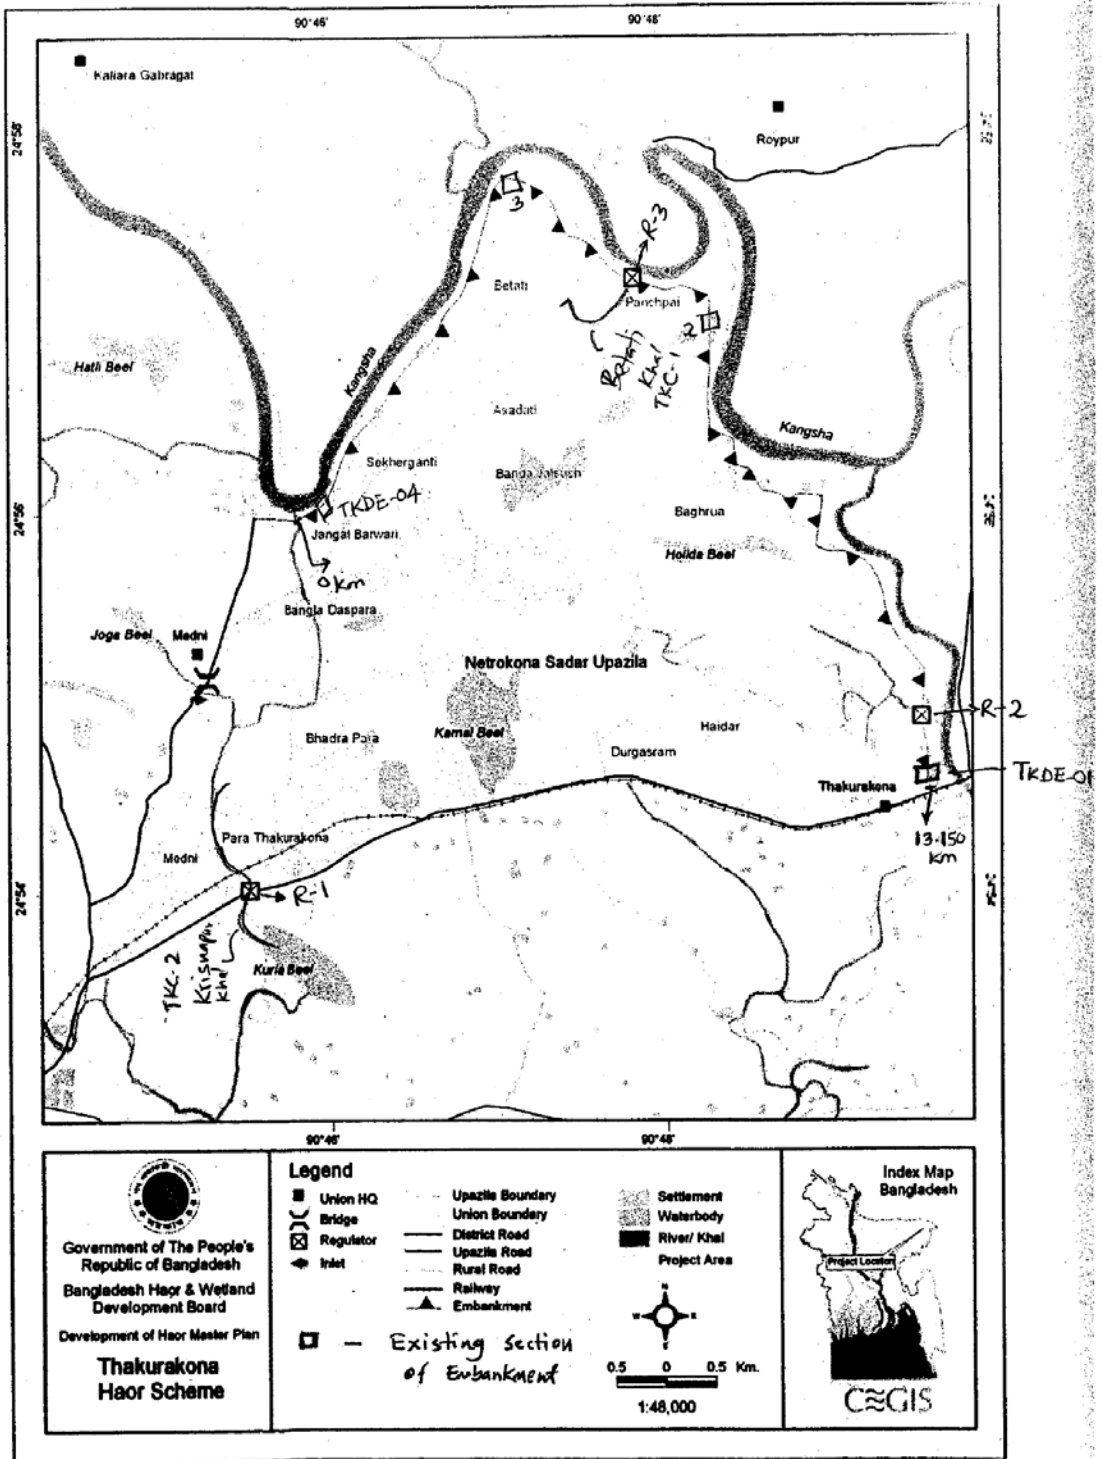 90°46'
90°48'
Kaliara Gabragat
24°58'
Roypur
3
R-3
Betati
Panchpai
2
Betati
Khal
TKC-1
Hatli Beel
Kangsha
Asadati
Kangsha
Sekherganti
TKDE-04
Baghrua
24°56'
Jangal Barwari
Hoilda Beel
0 km
Bangla Daspara
Joga Beel
Medni
Netrokona Sadar Upazila
R-2
Haidar
Bhadra Para
Kamal Beel
Durgasram
TKDE-01
Thakurakona
13.150
km
Para Thakurakona
Medni
24°54'
R-1
TKC-2
Krisnapur
Khal
Kuria Beel
90°46'
90°48'
Government of The People's
Republic of Bangladesh
Bangladesh Haor & Wetland
Development Board
Development of Haor Master Plan
Thakurakona
Haor Scheme
Legend
Union HQ
Bridge
Regulator
Inlet
Upazila Boundary
Union Boundary
District Road
Upazila Road
Rural Road
Railway
Embankment
Settlement
Waterbody
River/ Khal
Project Area
— Existing section
of Embankment
N
W
E
S
0.5 0 0.5 Km.
1:48,000
Index Map
Bangladesh
Project Location
CEGIS